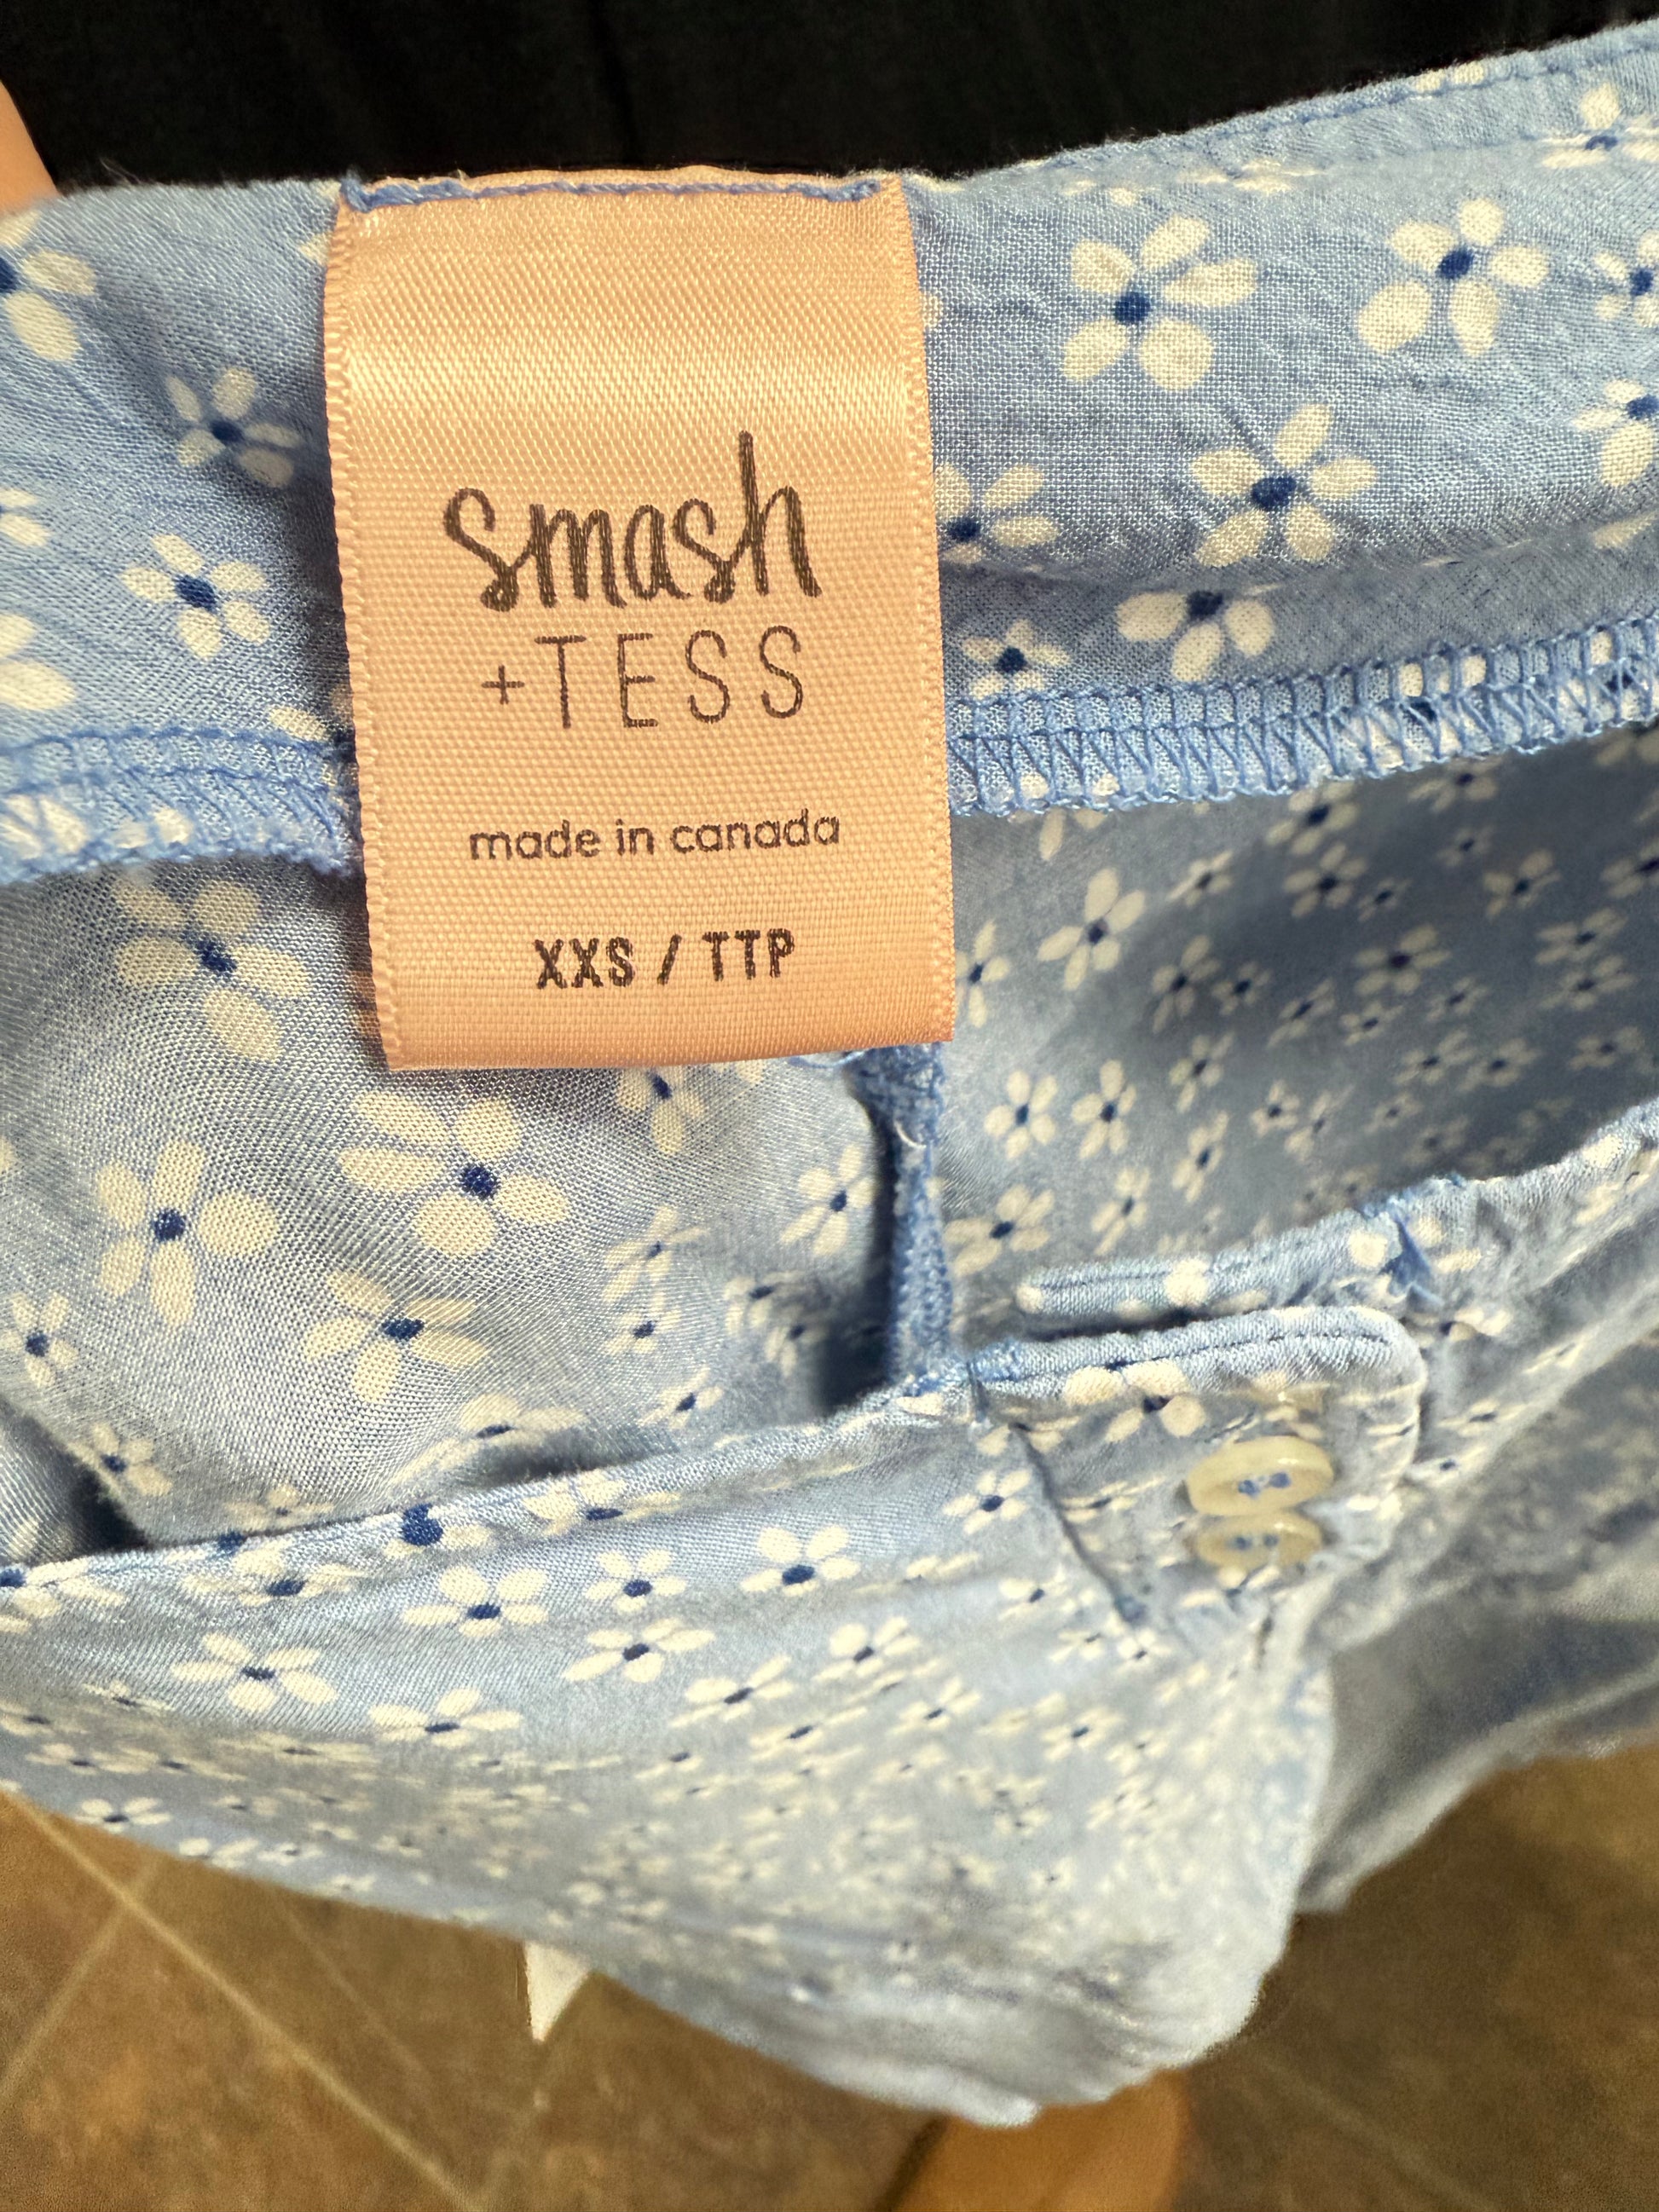 smash
+TESS
made in canada
XXS / TTP